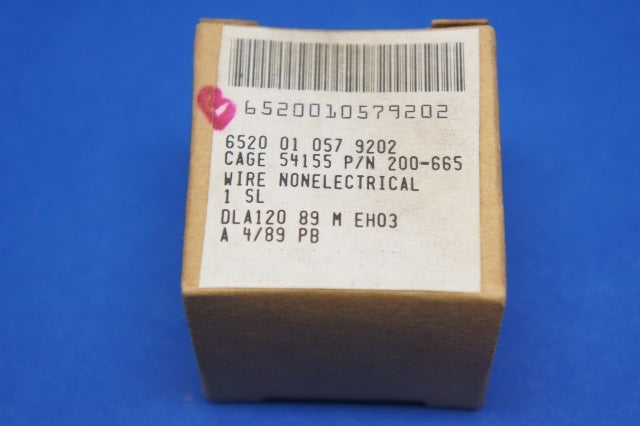 6520010579202
6520 01 057 9202
CAGE 54155 P/N 200-665
WIRE NONELECTRICAL
1 SL
DLA120 89 M EH03
A 4/89 PB